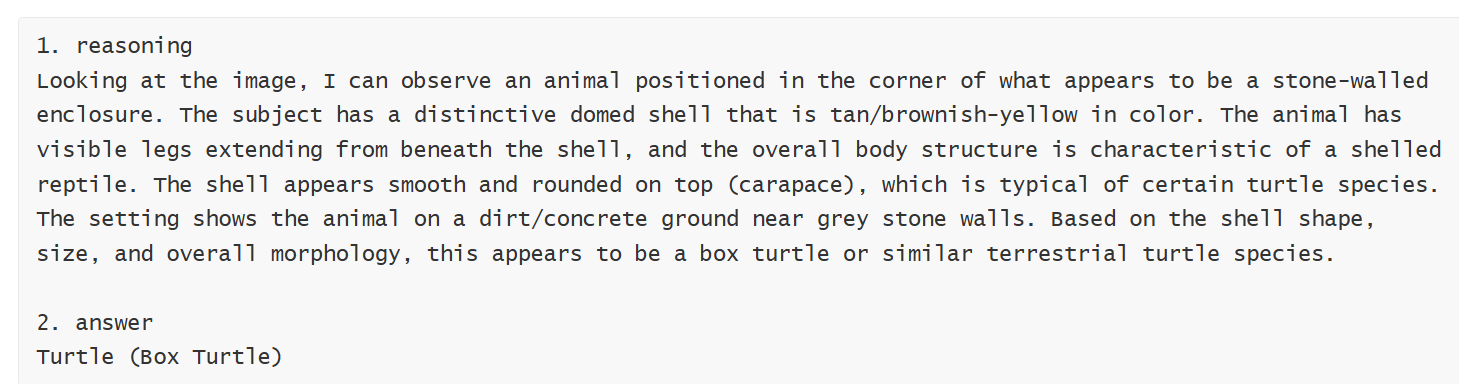 1. reasoning
Looking at the image, I can observe an animal positioned in the corner of what appears to be a stone-walled
enclosure. The subject has a distinctive domed shell that is tan/brownish-yellow in color. The animal has
visible legs extending from beneath the shell, and the overall body structure is characteristic of a shelled
reptile. The shell appears smooth and rounded on top (carapace), which is typical of certain turtle species.
The setting shows the animal on a dirt/concrete ground near grey stone walls. Based on the shell shape,
size, and overall morphology, this appears to be a box turtle or similar terrestrial turtle species.
2. answer
Turtle (Box Turtle)